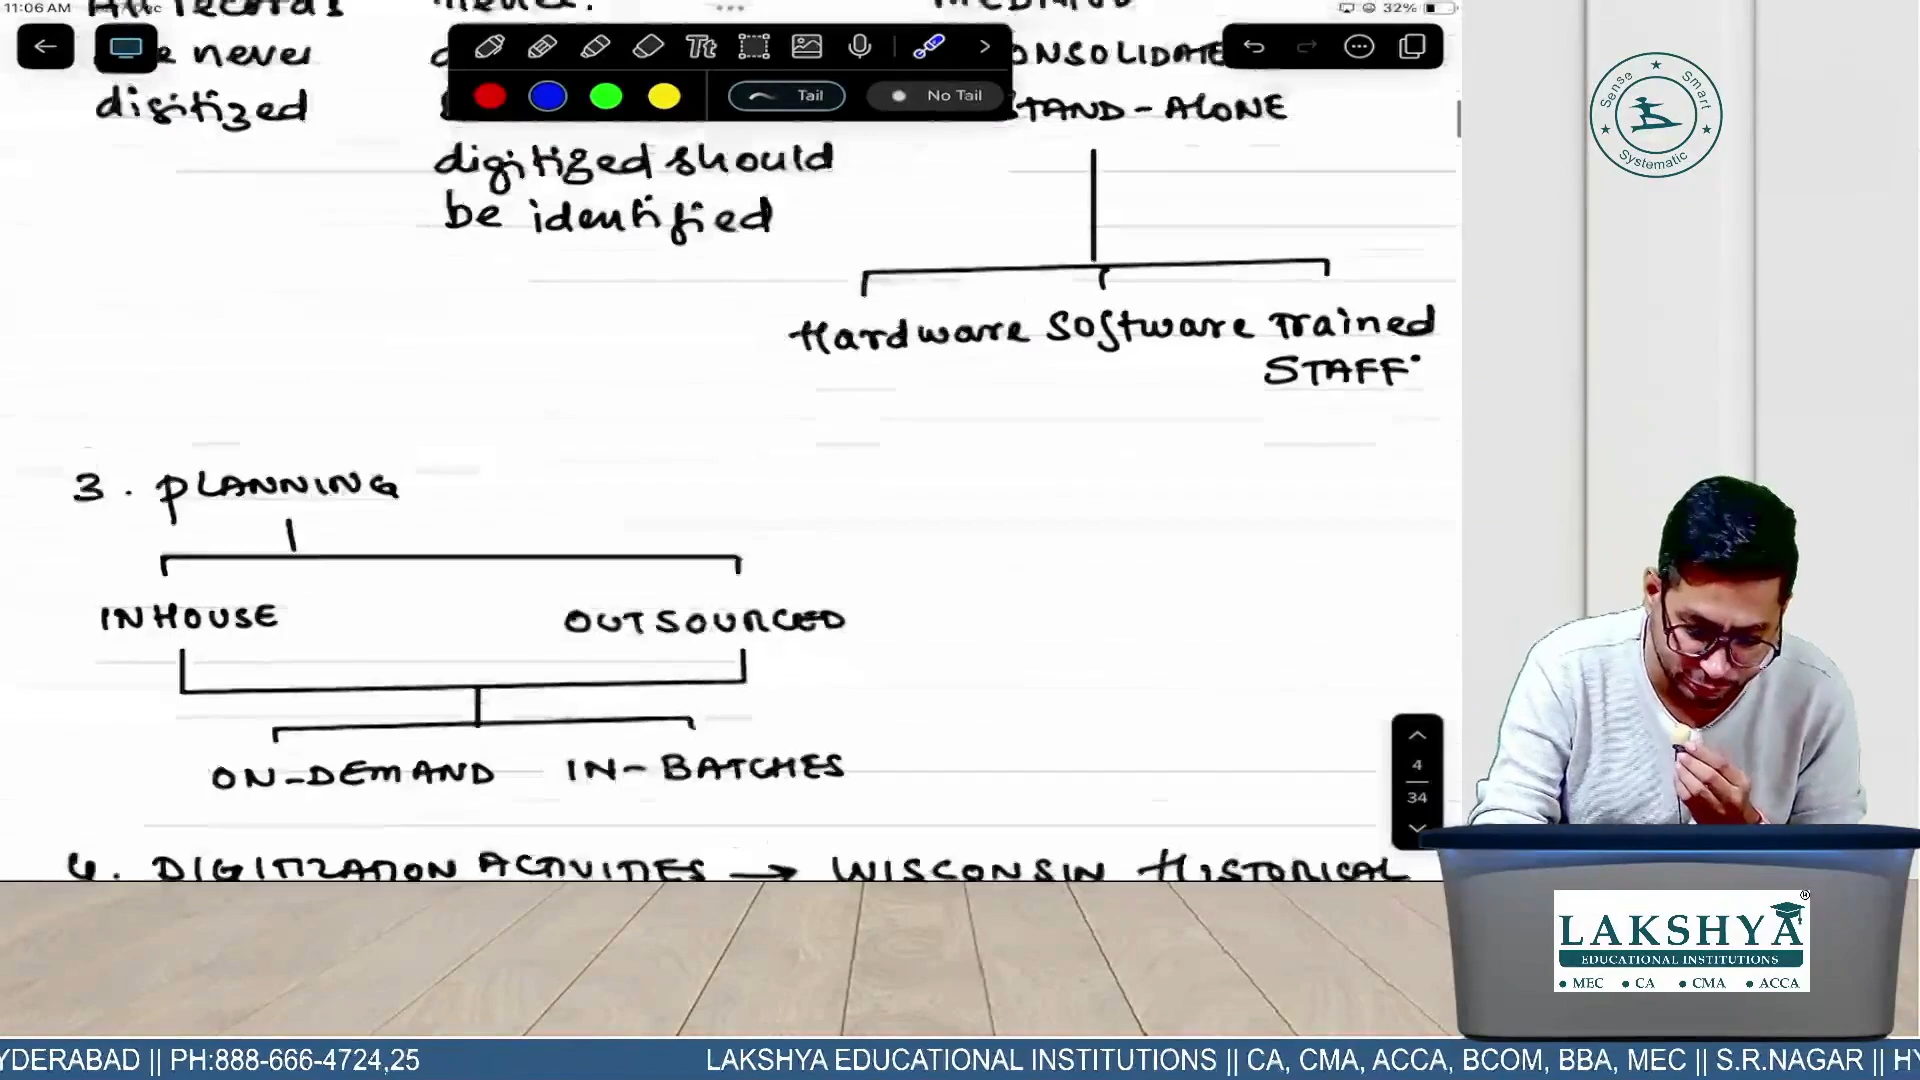 11:06 AM
32%
never
digitized
Tt
Tail
No Tail
ONSOLIDATE
STAND-ALONE
digitized should
be identified
Hardware Software Trained
STAFF
3. PLANNING
INHOUSE OUTSOURCED
ON-DEMAND IN-BATCHES
4
34
4. DIGITIZATION ACTIVITIES → WISCONSIN HISTORICAL
Sense Smart
Systematic
LAKSHYA®
EDUCATIONAL INSTITUTIONS
• MEC • CA • CMA • ACCA
YDERABAD || PH:888-666-4724,25 LAKSHYA EDUCATIONAL INSTITUTIONS || CA, CMA, ACCA, BCOM, BBA, MEC || S.R.NAGAR || HY